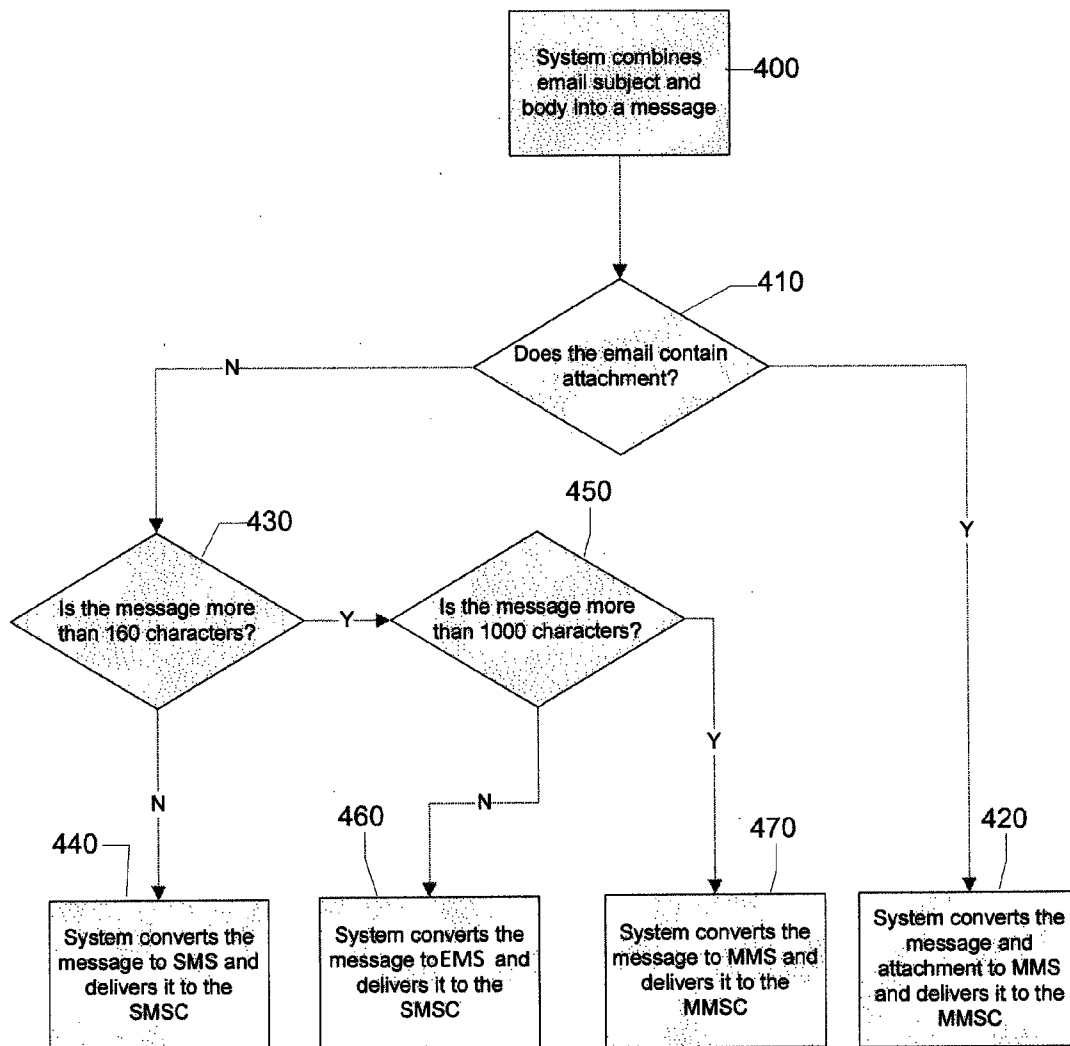 System combines
email subject and
body into a message
400
410
Does the email contain
attachment?
N
Y
430
450
Is the message more
than 160 characters?
Y
Is the message more
than 1000 characters?
N
N
Y
440
460
470
420
System converts the
message to SMS and
delivers it to the
SMSC
System converts the
message to EMS and
delivers it to the
SMSC
System converts the
message to MMS and
delivers it to the
MMSC
System converts the
message and
attachment to MMS
and delivers it to the
MMSC